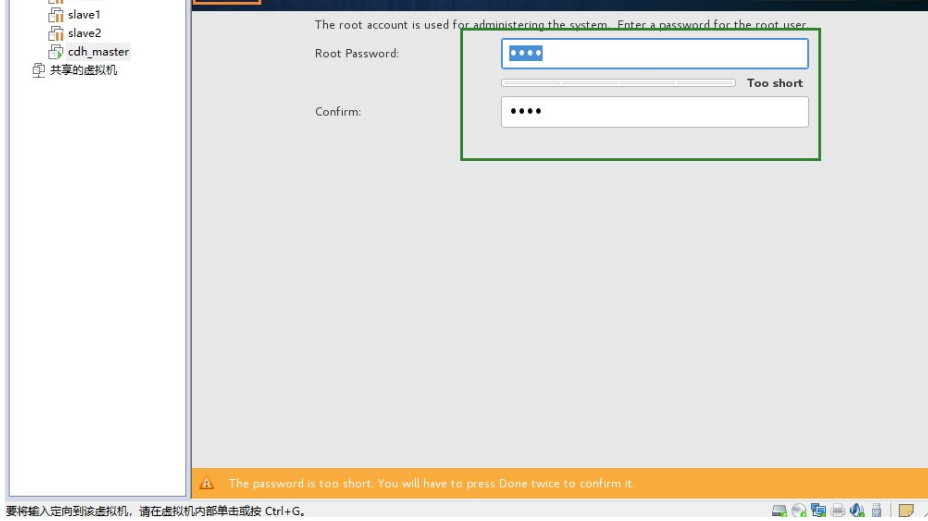 slave1
slave2
cdh_master
共享的虚拟机
The root account is used for administering the system. Enter a password for the root user.
Root Password: ••••
Too short
Confirm: ••••
The password is too short. You will have to press Done twice to confirm it.
要将输入定向到该虚拟机，请在虚拟机内部单击或按 Ctrl+G。